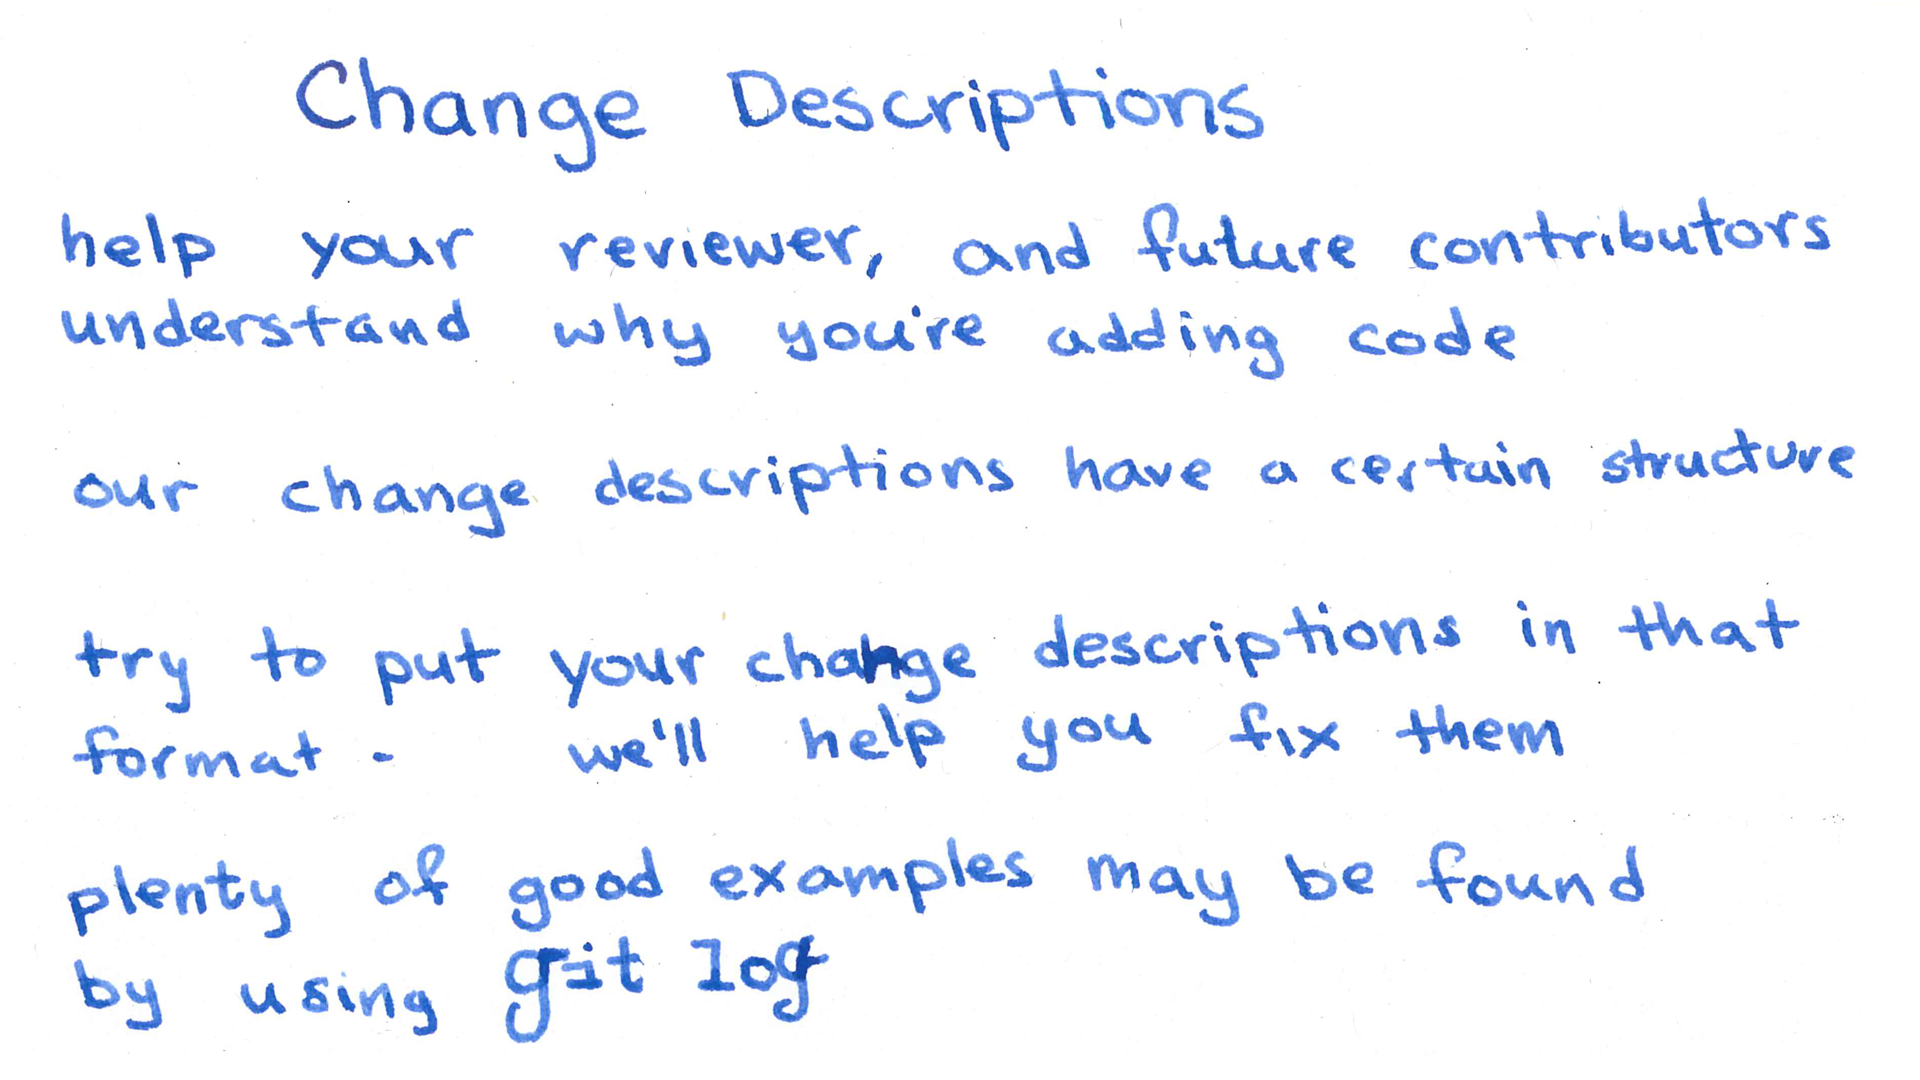 Change Descriptions
help your reviewer, and future contributors
understand why you're adding code
our change descriptions have a certain structure
try to put your change descriptions in that
format - we'll help you fix them
plenty of good examples may be found
by using git log